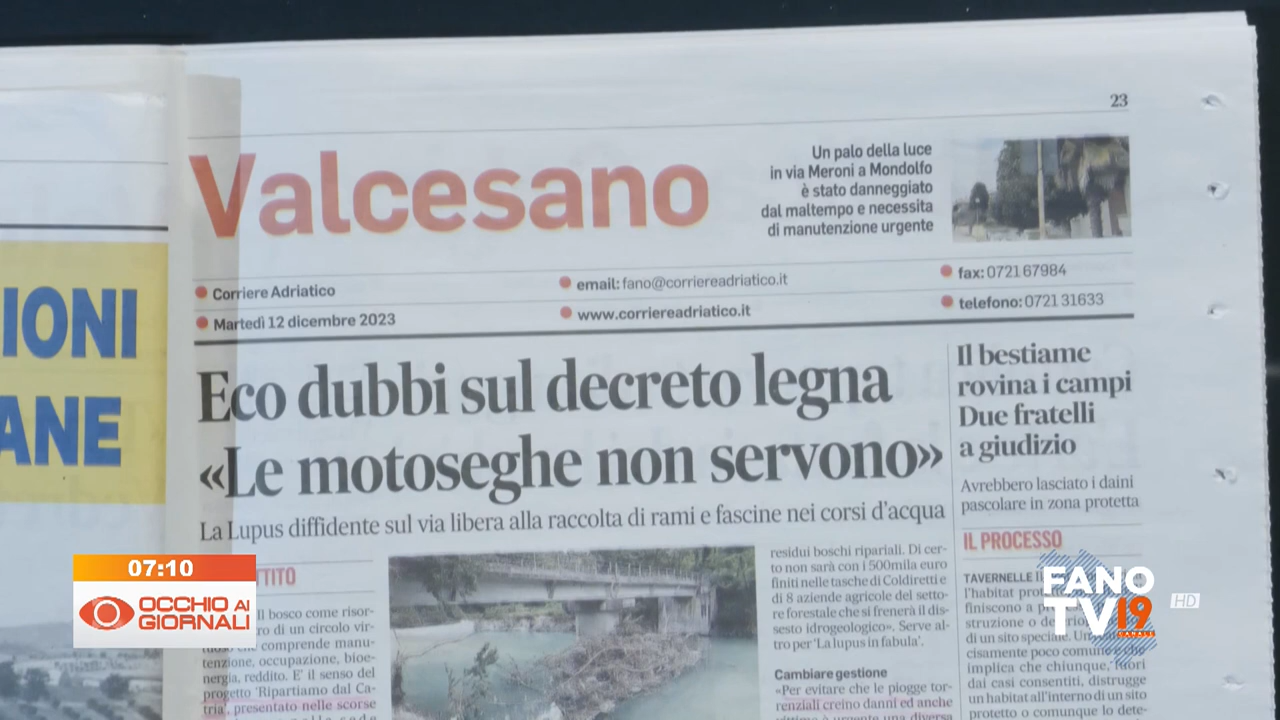 IONI
ANE
23
Valcesano
Un palo della luce
in via Meroni a Mondolfo
è stato danneggiato
dal maltempo e necessita
di manutenzione urgente
Corriere Adriatico
email: fano@corriereadriatico.it
fax: 0721 67984
Martedì 12 dicembre 2023
www.corriereadriatico.it
telefono: 0721 31633
Eco dubbi sul decreto legna
«Le motoseghe non servono»
La Lupus diffidente sul via libera alla raccolta di rami e fascine nei corsi d'acqua
Il bosco come risor-
di un circolo vir-
che comprende manu-
tenzione, occupazione, bioe-
nergia, reddito. E' il senso del
progetto 'Ripartiamo dal Ca-
tria', presentato nelle scorse
residui boschi ripariali. Di cer-
to non sarà con i 500mila euro
finiti nelle tasche di Coldiretti e
di 8 aziende agricole del setto-
re forestale che si frenerà il dis-
sesto idrogeologico». Serve al-
tro per 'La lupus in fabula'.
Cambiare gestione
«Per evitare che le piogge tor-
renziali creino danni ed anche
Il bestiame
rovina i campi
Due fratelli
a giudizio
Avrebbero lasciato i daini
pascolare in zona protetta
IL PROCESSO
TAVERNELLE
l'habitat
finiscono a
struzione o
di un sito
cisamente poco
implica che chiunque, fuori
dai casi consentiti, distrugge
un habitat all'interno di un sito
protetto o comunque lo dete-
07:10
OCCHIO AI
GIORNALI
FANO
TV19
CANALE
HD